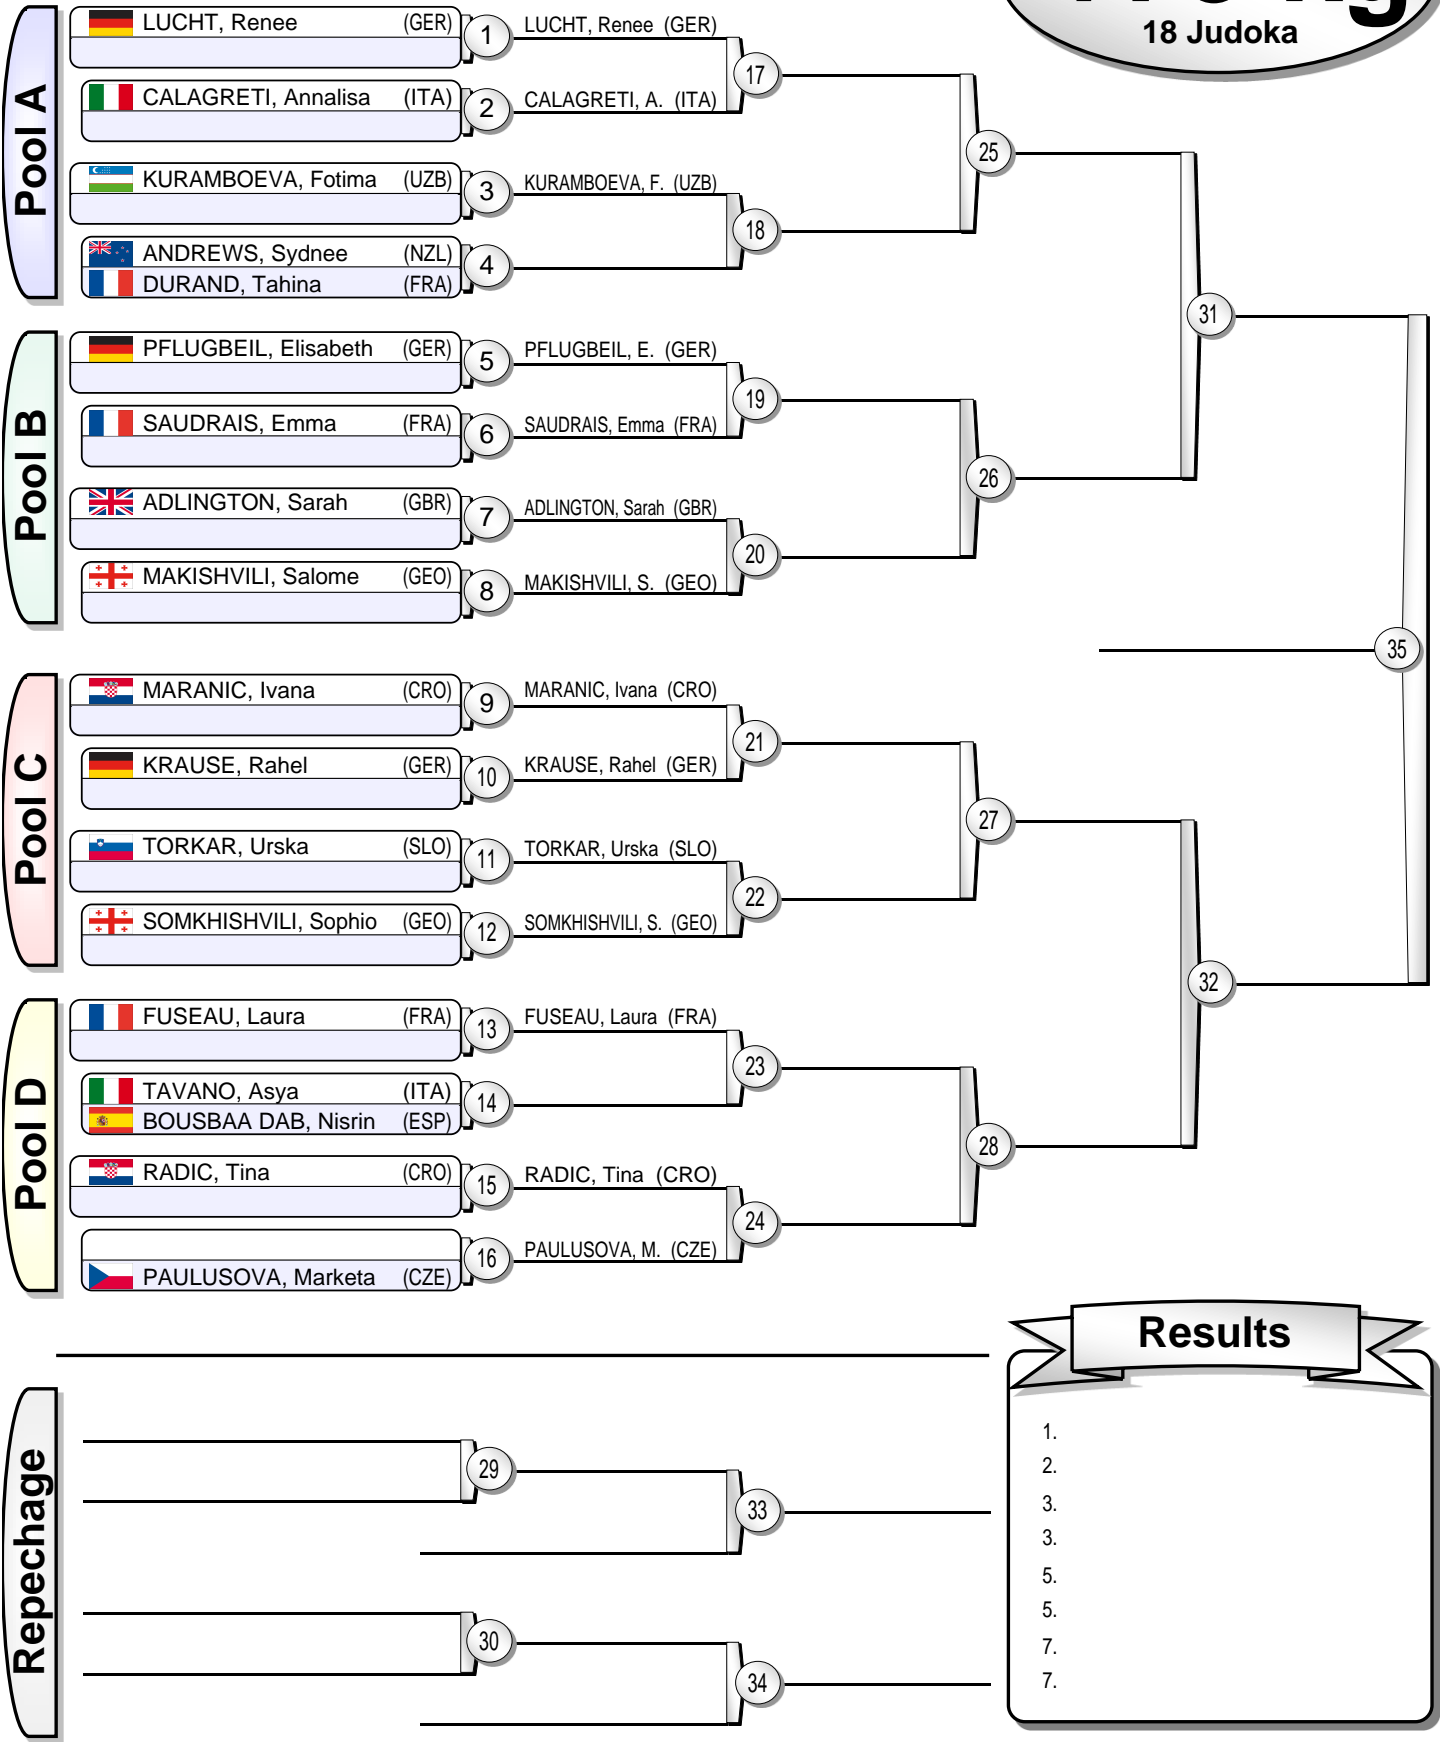 18 Judoka
Pool A
LUCHT, Renee (GER) 1 LUCHT, Renee (GER)
17
CALAGRETI, Annalisa (ITA) 2 CALAGRETI, A. (ITA)
25
KURAMBOEVA, Fotima (UZB) 3 KURAMBOEVA, F. (UZB)
18
ANDREWS, Sydnee (NZL) 4
DURAND, Tahina (FRA)
31
Pool B
PFLUGBEIL, Elisabeth (GER) 5 PFLUGBEIL, E. (GER)
19
SAUDRAIS, Emma (FRA) 6 SAUDRAIS, Emma (FRA)
26
ADLINGTON, Sarah (GBR) 7 ADLINGTON, Sarah (GBR)
20
MAKISHVILI, Salome (GEO) 8 MAKISHVILI, S. (GEO)
35
Pool C
MARANIC, Ivana (CRO) 9 MARANIC, Ivana (CRO)
21
KRAUSE, Rahel (GER) 10 KRAUSE, Rahel (GER)
27
TORKAR, Urska (SLO) 11 TORKAR, Urska (SLO)
22
SOMKHISHVILI, Sophio (GEO) 12 SOMKHISHVILI, S. (GEO)
32
Pool D
FUSEAU, Laura (FRA) 13 FUSEAU, Laura (FRA)
23
TAVANO, Asya (ITA) 14
BOUSBAA DAB, Nisrin (ESP)
28
RADIC, Tina (CRO) 15 RADIC, Tina (CRO)
24
16 PAULUSOVA, M. (CZE)
PAULUSOVA, Marketa (CZE)
Repechage
29
33
30
34
Results
1.
2.
3.
3.
5.
5.
7.
7.